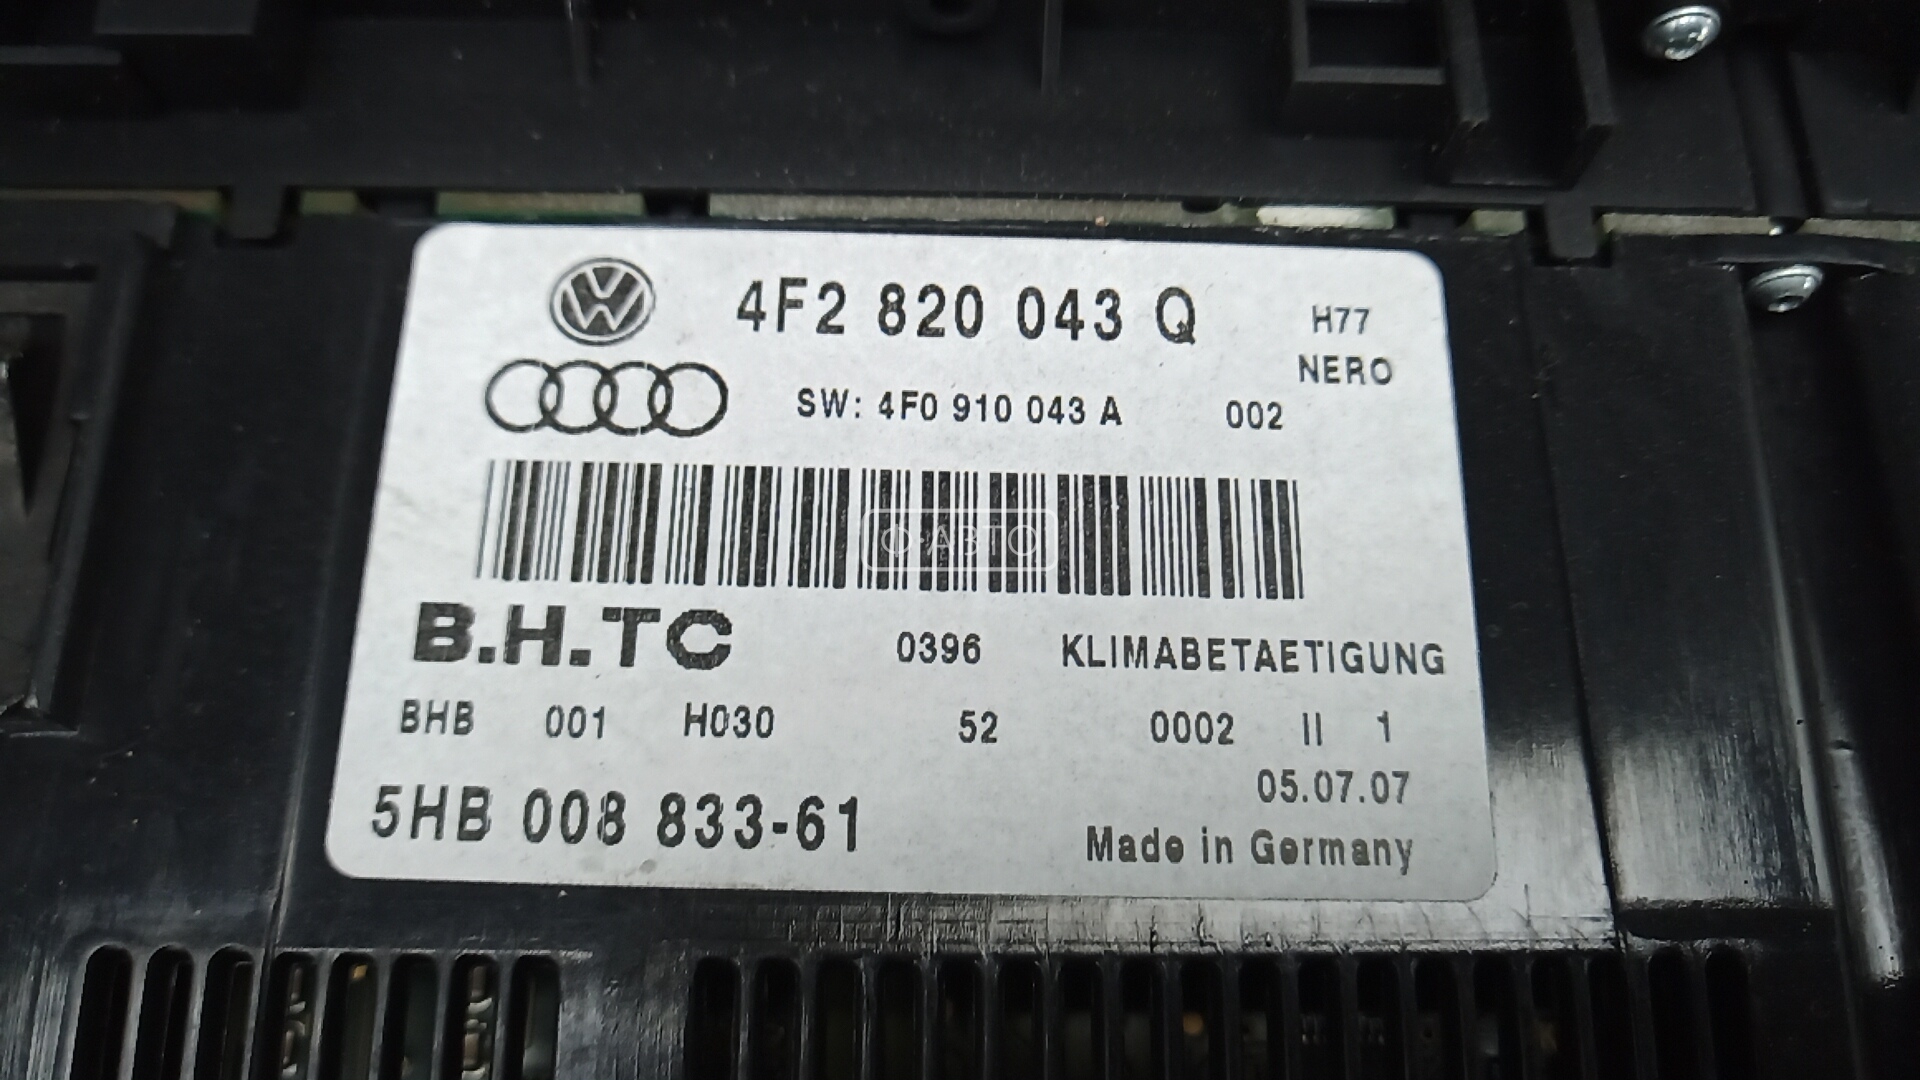 4F2 820 043 Q H77
NERO
SW: 4F0 910 043 A 002
О-АВТО
B.H.TC 0396 KLIMABETAETIGUNG
BHB 001 H030 52 0002 II 1
05.07.07
5HB 008 833-61
Made in Germany